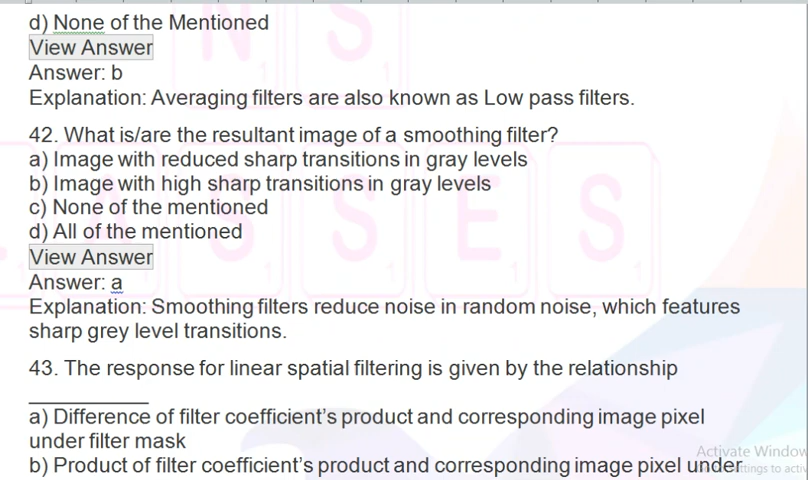 d) None of the Mentioned
View Answer
Answer: b
Explanation: Averaging filters are also known as Low pass filters.
42. What is/are the resultant image of a smoothing filter?
a) Image with reduced sharp transitions in gray levels
b) Image with high sharp transitions in gray levels
c) None of the mentioned
d) All of the mentioned
View Answer
Answer: a
Explanation: Smoothing filters reduce noise in random noise, which features
sharp grey level transitions.
43. The response for linear spatial filtering is given by the relationship
___________
a) Difference of filter coefficient's product and corresponding image pixel
under filter mask
b) Product of filter coefficient's product and corresponding image pixel under
N S
A S S E S
Activate Window